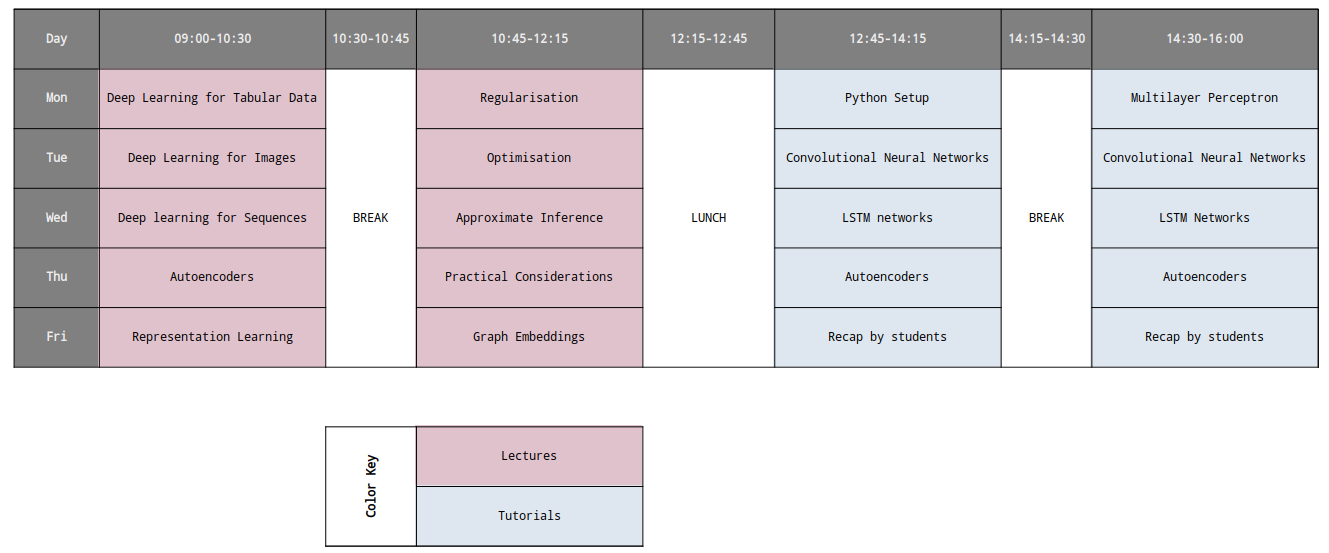 Day 09:00-10:30 10:30-10:45 10:45-12:15 12:15-12:45 12:45-14:15 14:15-14:30 14:30-16:00
Mon Deep Learning for Tabular Data Regularisation Python Setup Multilayer Perceptron
Tue Deep Learning for Images Optimisation Convolutional Neural Networks Convolutional Neural Networks
Wed Deep learning for Sequences BREAK Approximate Inference LUNCH LSTM networks BREAK LSTM Networks
Thu Autoencoders Practical Considerations Autoencoders Autoencoders
Fri Representation Learning Graph Embeddings Recap by students Recap by students
Color Key
Lectures
Tutorials